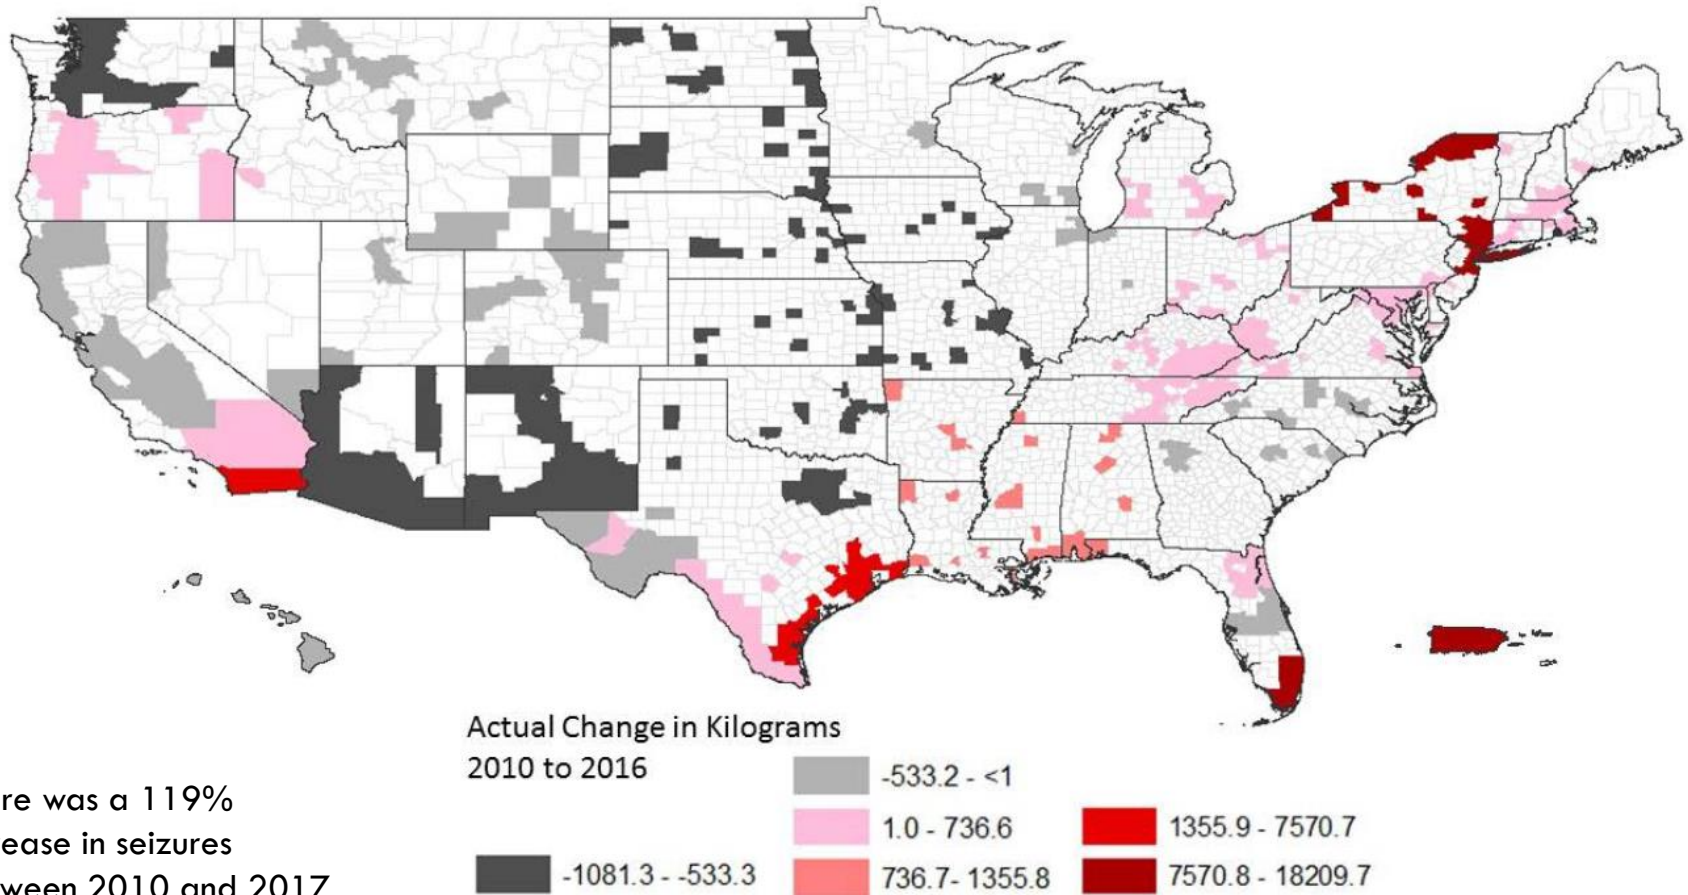 Actual Change in Kilograms
2010 to 2016
-533.2 - <1
1.0 - 736.6
736.7- 1355.8
1355.9 - 7570.7
7570.8 - 18209.7
-1081.3 - -533.3
re was a 119%
ease in seizures
ween 2010 and 2017